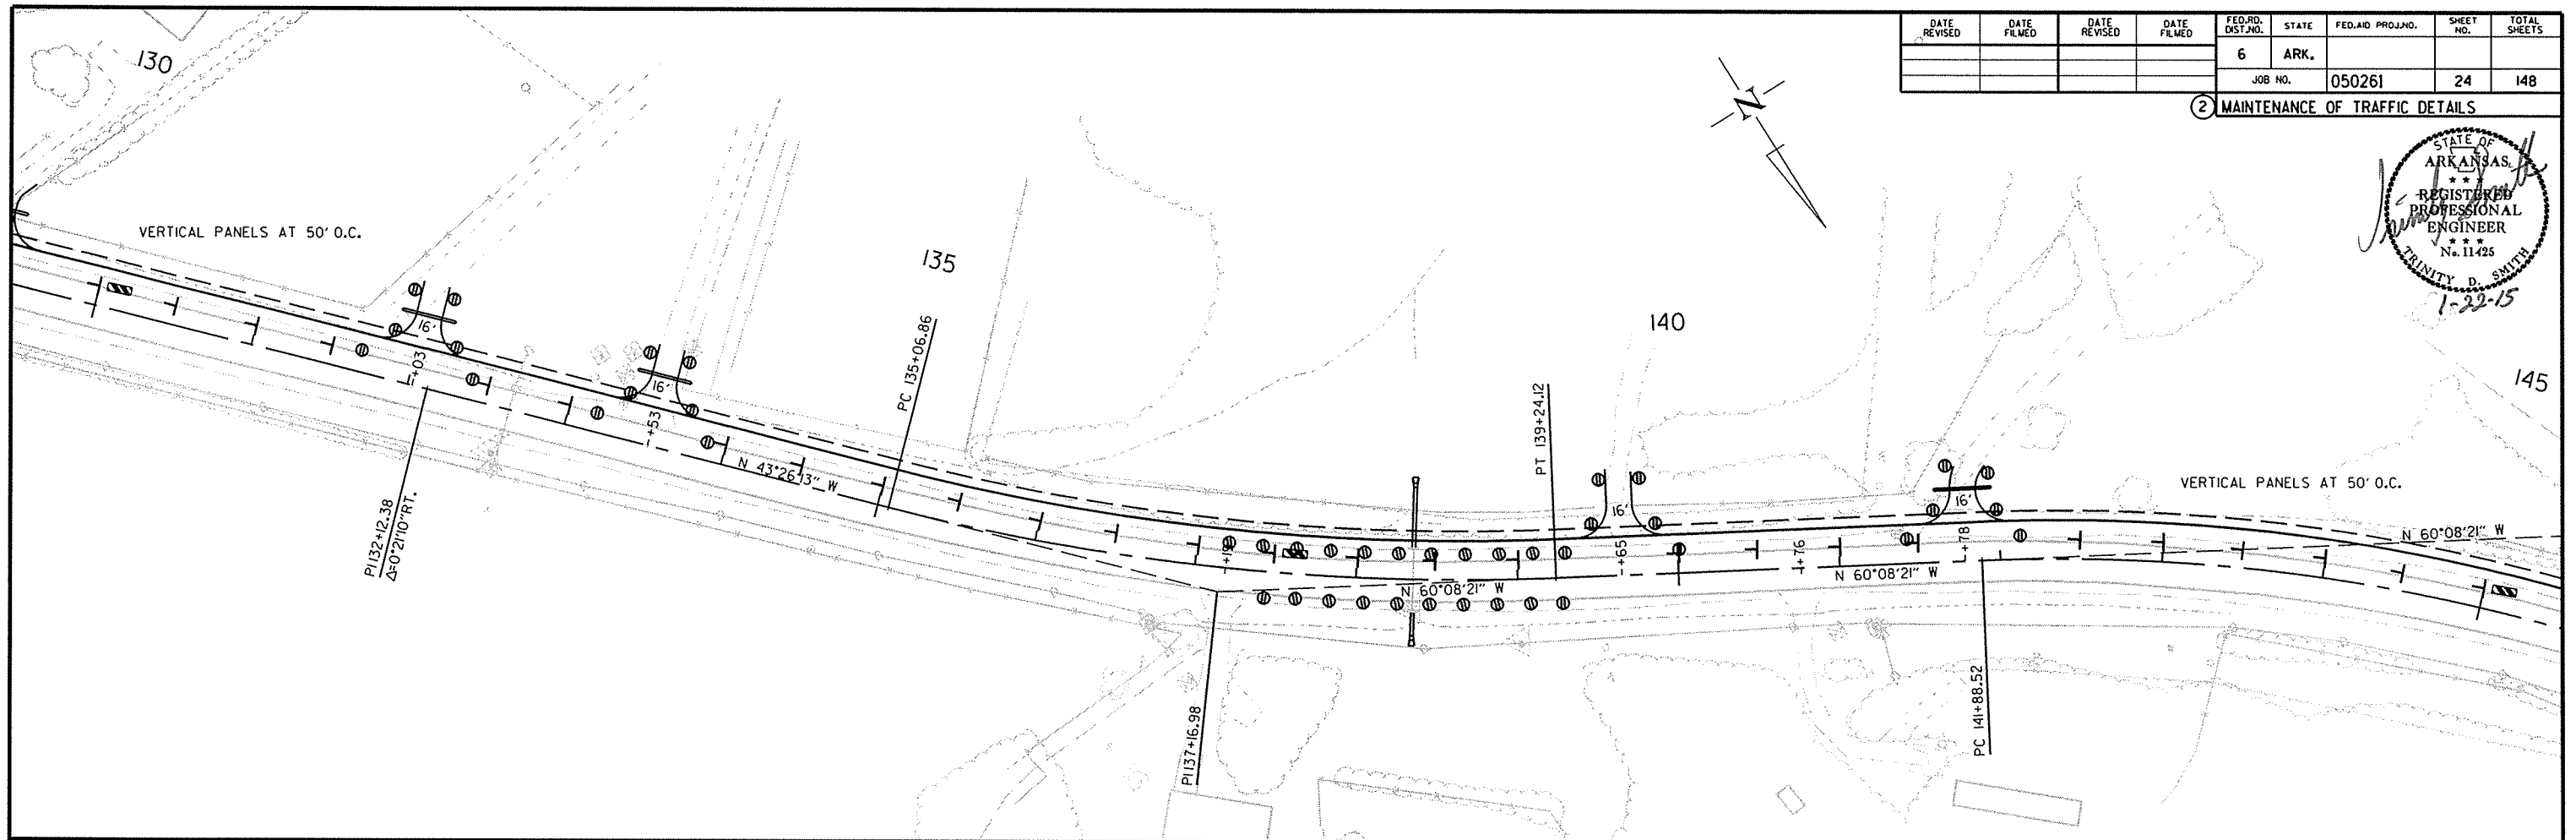 DATE REVISED
DATE FILMED
DATE REVISED
DATE FILMED
FED.RD. DIST.NO.
STATE
FED.AID PROJ.NO.
SHEET NO.
TOTAL SHEETS
6
ARK.
JOB NO.
050261
24
148
2 MAINTENANCE OF TRAFFIC DETAILS
N
STATE OF
ARKANSAS
REGISTERED
PROFESSIONAL
ENGINEER
No. 11425
TRINITY D. SMITH
1-22-15
130
135
140
145
VERTICAL PANELS AT 50' O.C.
16'
+03
16'
+53
PC 135+06.86
N 43°26'13" W
PI 132+12.38
Δ=0°21'10"RT.
PT 139+24.12
16'
+65
+76
16'
+78
VERTICAL PANELS AT 50' O.C.
N 60°08'21" W
N 60°08'21" W
N 60°08'21" W
PI 137+16.98
PC 141+88.52